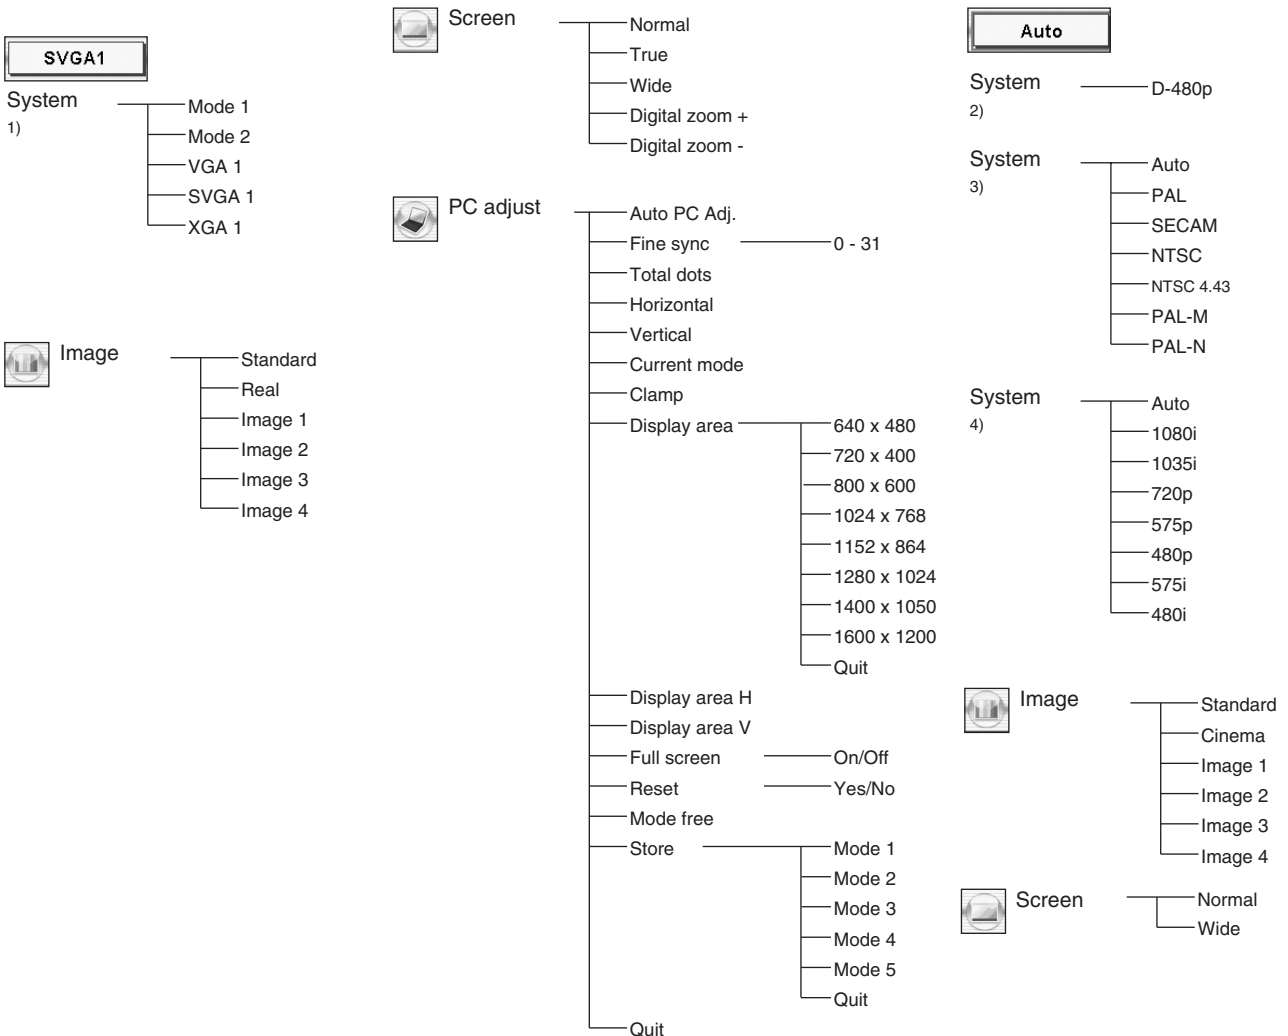 SVGA1
System
1)
Mode 1
Mode 2
VGA 1
SVGA 1
XGA 1
Image
Standard
Real
Image 1
Image 2
Image 3
Image 4
Screen
Normal
True
Wide
Digital zoom +
Digital zoom -
PC adjust
Auto PC Adj.
Fine sync
0 - 31
Total dots
Horizontal
Vertical
Current mode
Clamp
Display area
640 x 480
720 x 400
800 x 600
1024 x 768
1152 x 864
1280 x 1024
1400 x 1050
1600 x 1200
Quit
Display area H
Display area V
Full screen
On/Off
Reset
Yes/No
Mode free
Store
Mode 1
Mode 2
Mode 3
Mode 4
Mode 5
Quit
Quit
Auto
System
2)
D-480p
System
3)
Auto
PAL
SECAM
NTSC
NTSC 4.43
PAL-M
PAL-N
System
4)
Auto
1080i
1035i
720p
575p
480p
575i
480i
Image
Standard
Cinema
Image 1
Image 2
Image 3
Image 4
Screen
Normal
Wide